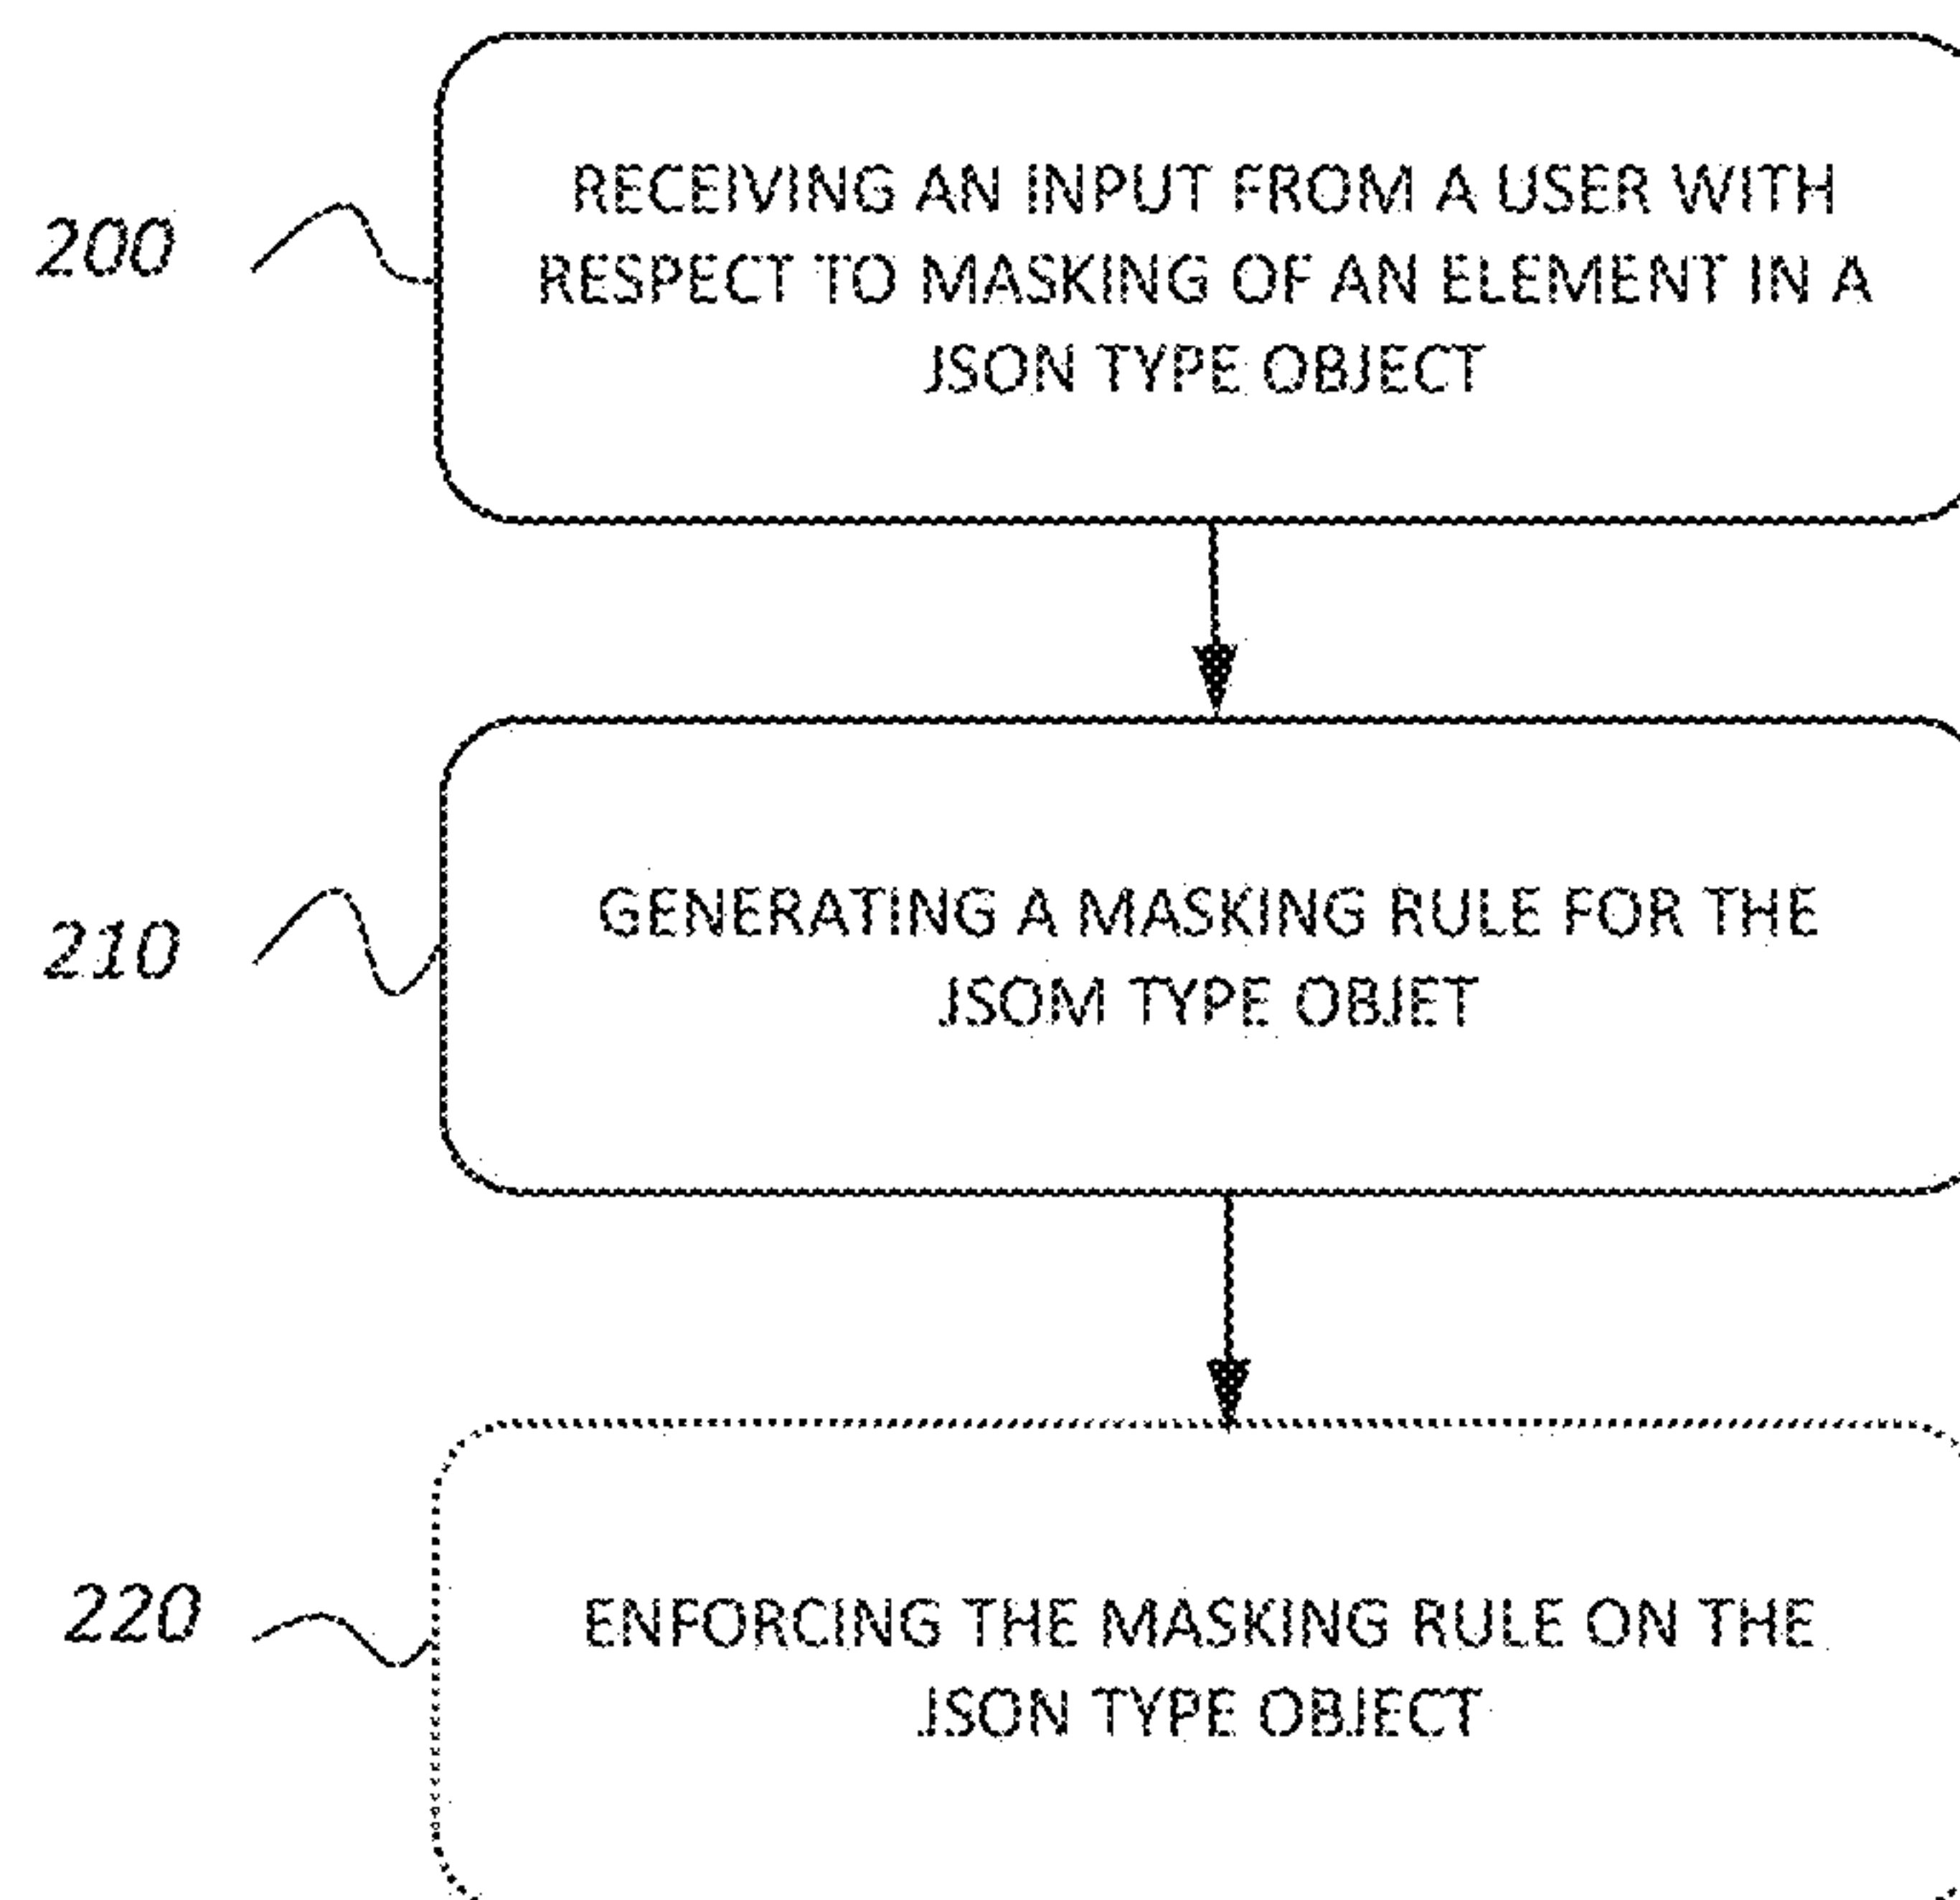 200
RECEIVING AN INPUT FROM A USER WITH
RESPECT TO MASKING OF AN ELEMENT IN A
JSON TYPE OBJECT
210
GENERATING A MASKING RULE FOR THE
JSOM TYPE OBJET
220
ENFORCING THE MASKING RULE ON THE
JSON TYPE OBJECT